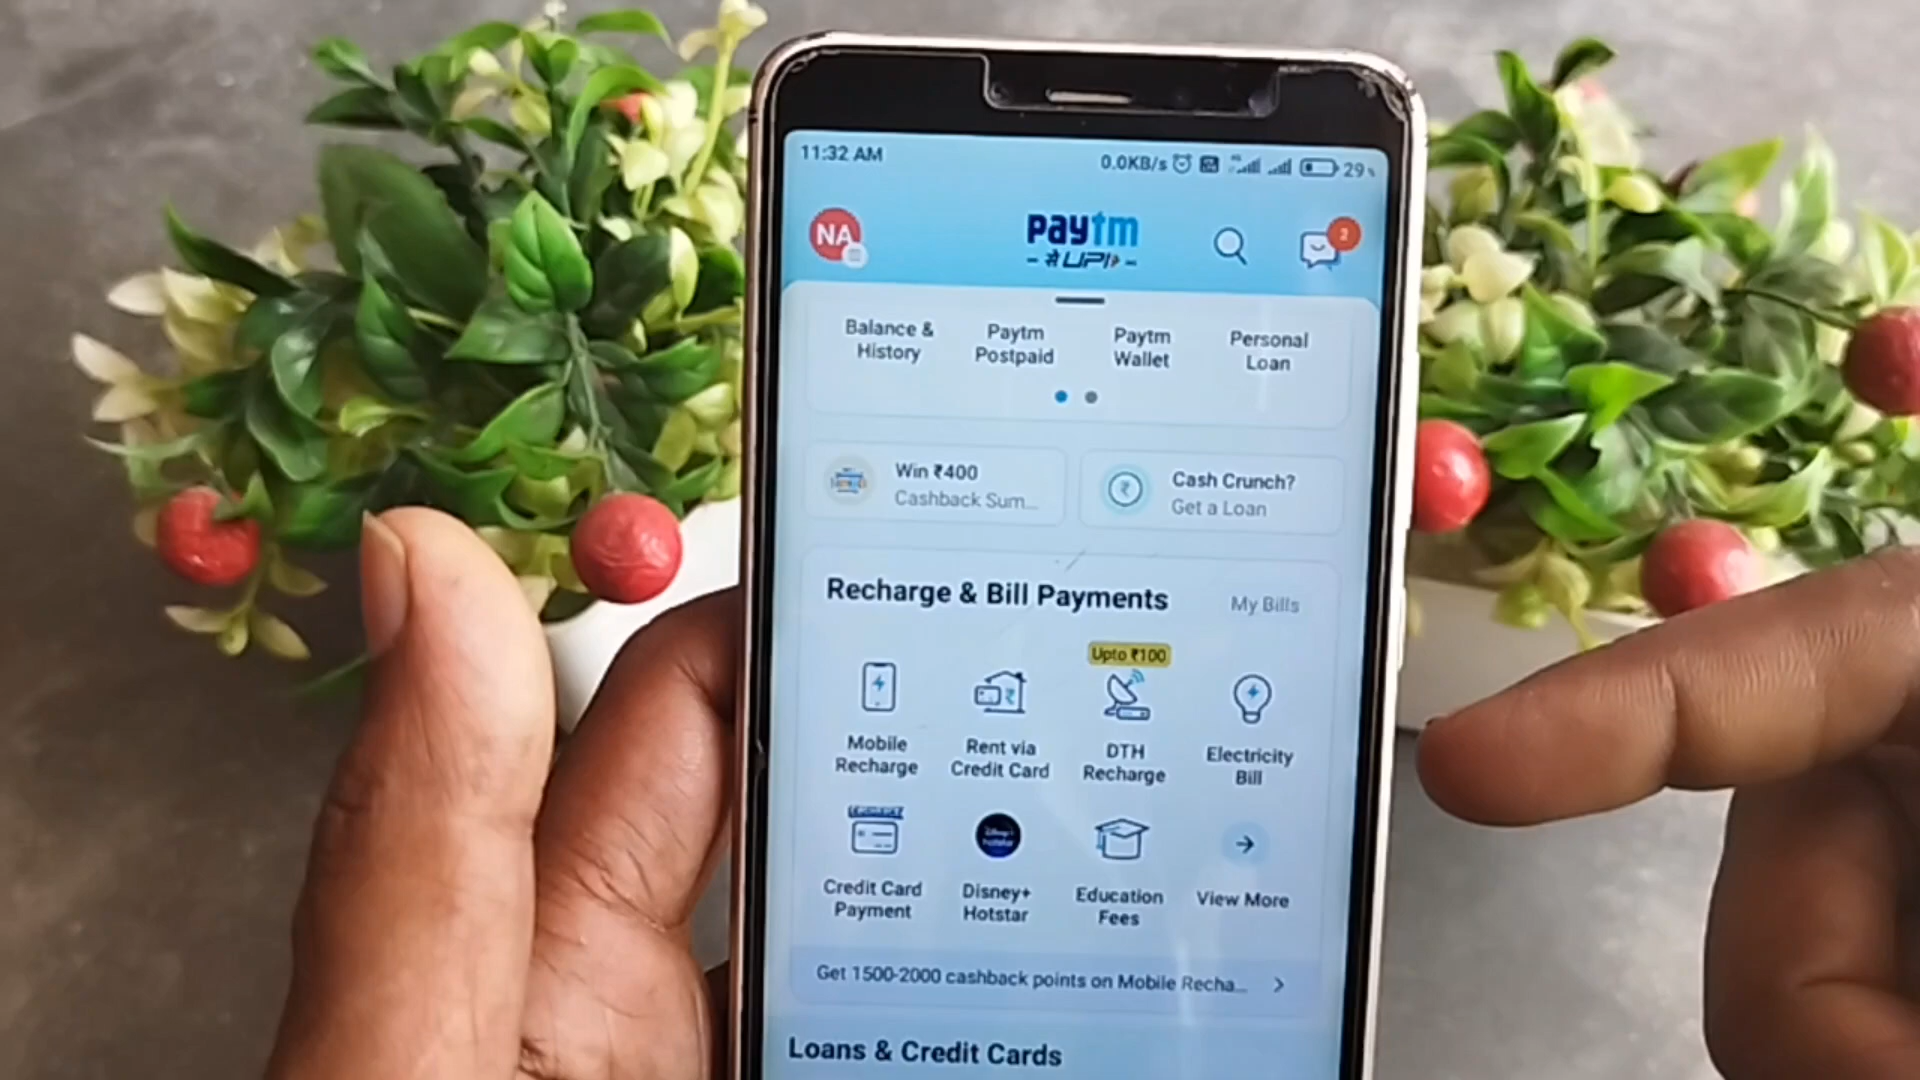 11:32 AM
0.0KB/s
29
NA
paytm
UPI
2
Balance &
History
Paytm
Postpaid
Paytm
Wallet
Personal
Loan
Win ₹400
Cashback Sum...
₹
Cash Crunch?
Get a Loan
Recharge & Bill Payments
My Bills
Upto ₹100
Mobile
Recharge
Rent via
Credit Card
DTH
Recharge
Electricity
Bill
Disney+
hotstar
Credit Card
Payment
Disney+
Hotstar
Education
Fees
View More
Get 1500-2000 cashback points on Mobile Recha...
Loans & Credit Cards